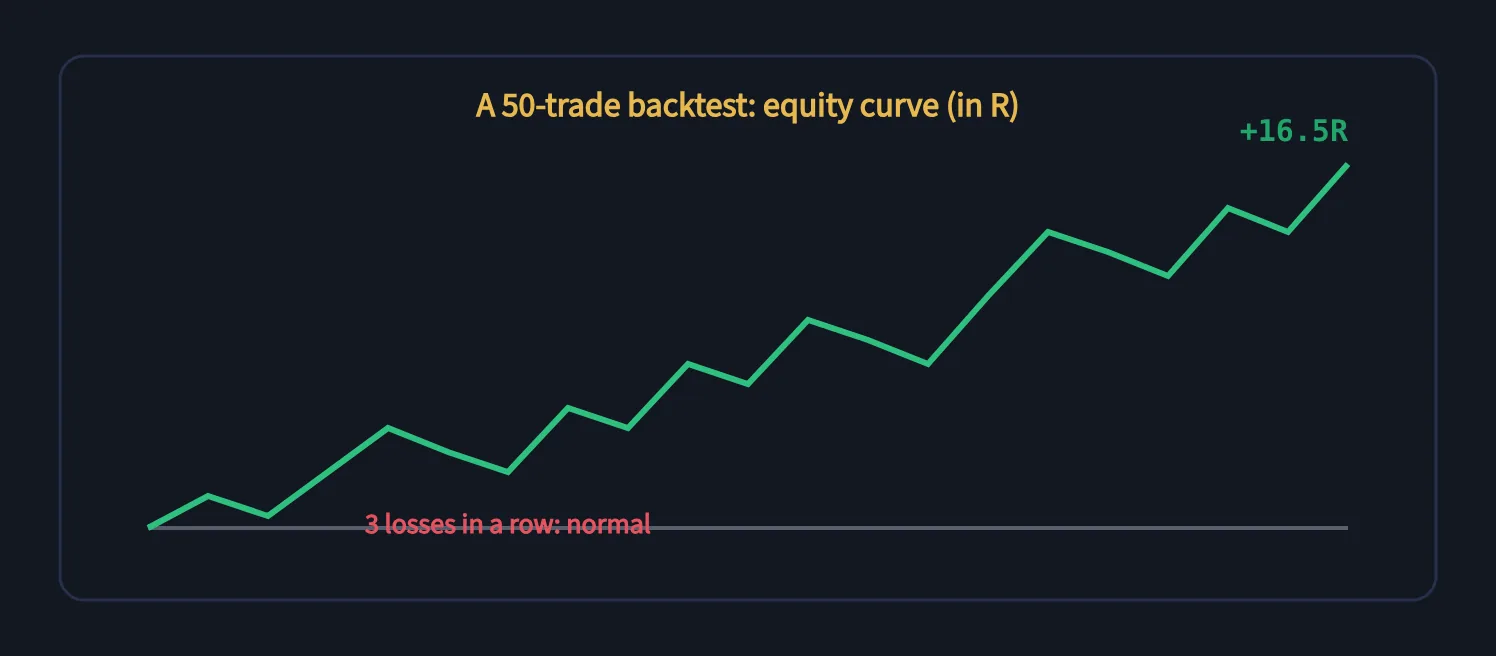 A 50-trade backtest: equity curve (in R)
+16.5R
3 losses in a row: normal